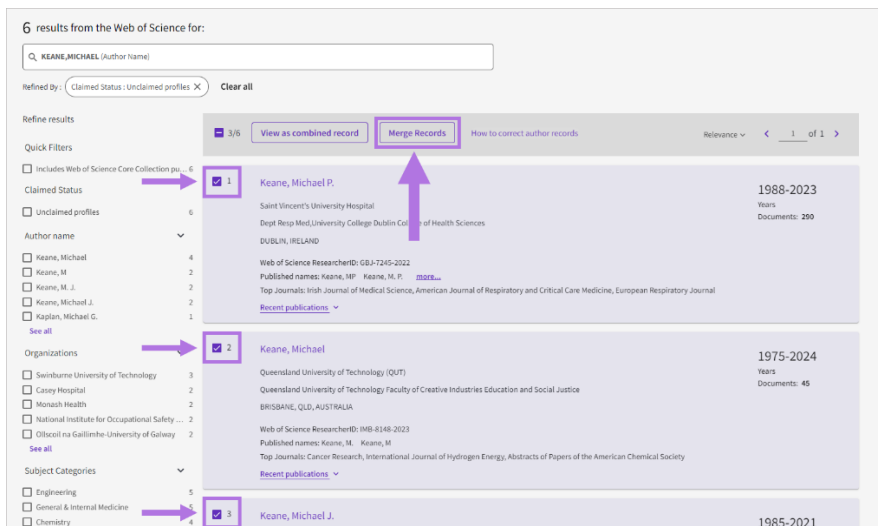 6 results from the Web of Science for:
KEANE,MICHAEL (Author Name)
Refined By: Claimed Status : Unclaimed profiles X Clear all
Refine results
Quick Filters
Includes Web of Science Core Collection pu... 6
Claimed Status
Unclaimed profiles 6
Author name
Keane, Michael 4
Keane, M 2
Keane, M. J. 2
Keane, Michael J. 2
Kaplan, Michael G. 1
See all
Organizations
Swinburne University of Technology 3
Casey Hospital 2
Monash Health 2
National Institute for Occupational Safety ... 2
Ollscoil na Gaillimhe-University of Galway 2
See all
Subject Categories
Engineering 5
General & Internal Medicine 5
Chemistry 4
3/6 View as combined record Merge Records How to correct author records Relevance 1 of 1
1 Keane, Michael P.
Saint Vincent's University Hospital
Dept Resp Med,University College Dublin of Health Sciences
DUBLIN, IRELAND
Web of Science ResearcherID: GBJ-7245-2022
Published names: Keane, MP Keane, M. P. more...
Top Journals: Irish Journal of Medical Science, American Journal of Respiratory and Critical Care Medicine, European Respiratory Journal
Recent publications
1988-2023
Years
Documents: 290
2 Keane, Michael
Queensland University of Technology (QUT)
Queensland University of Technology Faculty of Creative Industries Education and Social Justice
BRISBANE, QLD, AUSTRALIA
Web of Science ResearcherID: IMB-8148-2023
Published names: Keane, M. Keane, M
Top Journals: Cancer Research, International Journal of Hydrogen Energy, Abstracts of Papers of the American Chemical Society
Recent publications
1975-2024
Years
Documents: 45
3 Keane, Michael J.
1985-2021